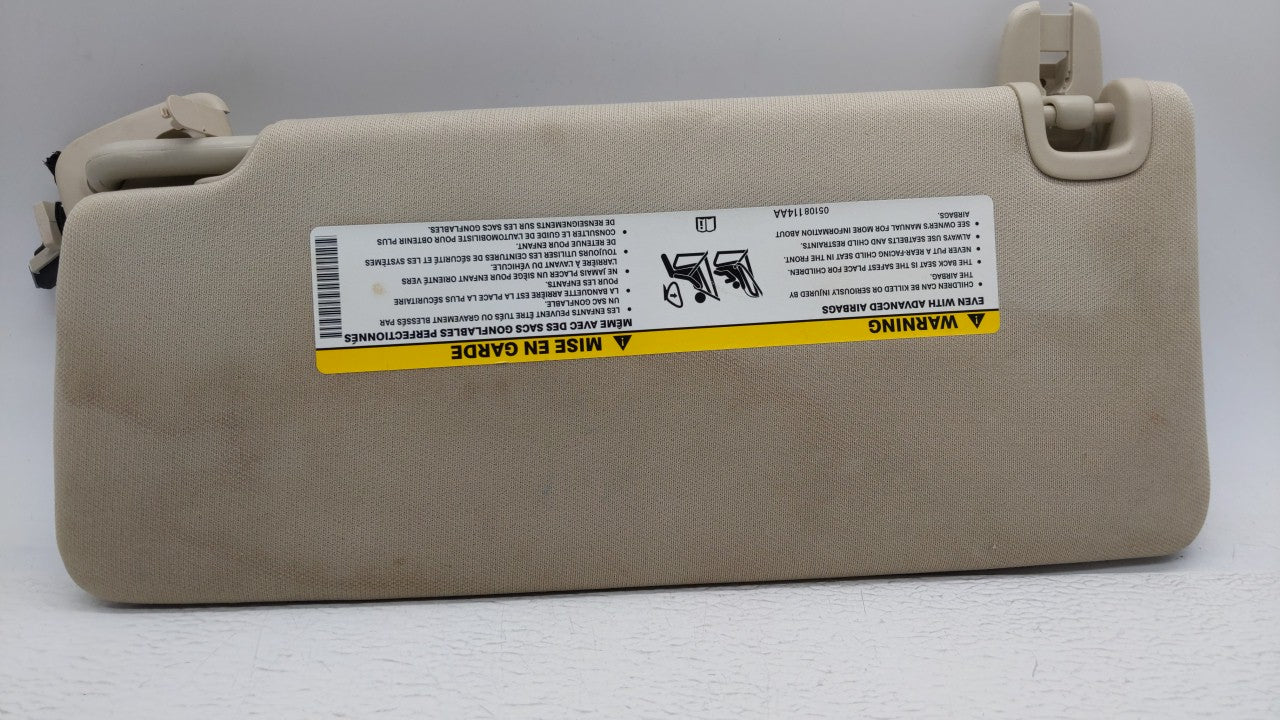 ⚠ WARNING
EVEN WITH ADVANCED AIRBAGS
• CHILDREN CAN BE KILLED OR SERIOUSLY INJURED BY
THE AIRBAG.
• THE BACK SEAT IS THE SAFEST PLACE FOR CHILDREN.
• NEVER PUT A REAR-FACING CHILD SEAT IN THE FRONT.
• ALWAYS USE SEATBELTS AND CHILD RESTRAINTS.
• SEE OWNER'S MANUAL FOR MORE INFORMATION ABOUT
AIRBAGS.
05108114AA
⚠ MISE EN GARDE
MÊME AVEC DES SACS GONFLABLES PERFECTIONNÉS
• LES ENFANTS PEUVENT ÊTRE TUÉS OU GRAVEMENT BLESSÉS PAR
UN SAC GONFLABLE.
• LA BANQUETTE ARRIÈRE EST LA PLACE LA PLUS SÉCURITAIRE
POUR LES ENFANTS.
• NE JAMAIS PLACER UN SIÈGE POUR ENFANT ORIENTÉ VERS
L'ARRIÈRE À L'AVANT DU VÉHICULE.
• TOUJOURS UTILISER LES CEINTURES DE SÉCURITÉ ET LES SYSTÈMES
DE RETENUE POUR ENFANT.
• CONSULTER LE GUIDE DE L'AUTOMOBILISTE POUR OBTENIR PLUS
DE RENSEIGNEMENTS SUR LES SACS GONFLABLES.